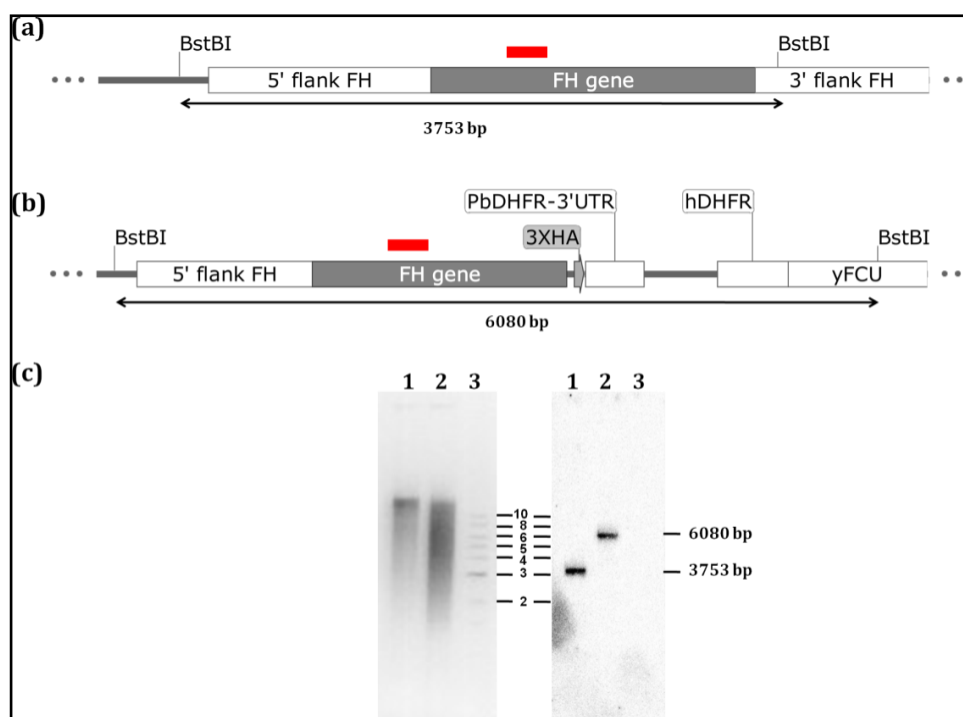 (a)
BstBI BstBI
5' flank FH FH gene 3' flank FH
3753 bp
(b)
PbDHFR-3'UTR hDHFR
BstBI 3XHA BstBI
5' flank FH FH gene yFCU
6080 bp
(c)
1 2 3 1 2 3
10
8
6
5
4
3
2
6080 bp
3753 bp